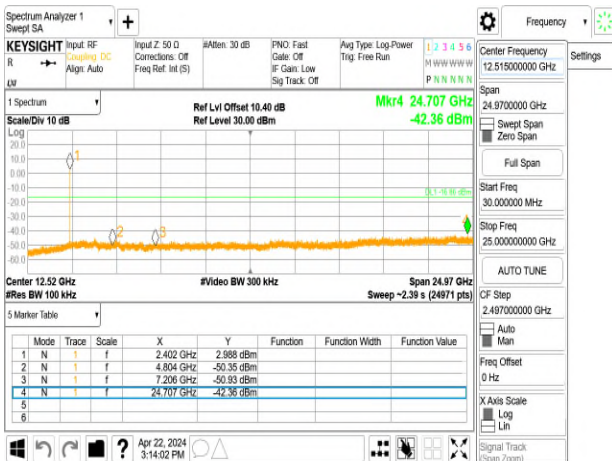 Spectrum Analyzer 1
Swept SA
Frequency
KEYSIGHT Input: RF Input Z: 50 Ω #Atten: 30 dB PNO: Fast Avg Type: Log-Power 1 2 3 4 5 6
R Coupling: DC Corrections: Off Gate: Off Trig: Free Run M W W W W W
Align: Auto Freq Ref: Int (S) IF Gain: Low
Sig Track: Off P N N N N N
LXI
1 Spectrum
Scale/Div 10 dB
Ref Lvl Offset 10.40 dB
Ref Level 30.00 dBm
Mkr4 24.707 GHz
-42.36 dBm
Log
20.0
10.0
0.00
-10.0
-20.0
-30.0
-40.0
-50.0
-60.0
1
2
3
Center 12.52 GHz #Video BW 300 kHz Span 24.97 GHz
#Res BW 100 kHz Sweep ~2.39 s (24971 pts)
5 Marker Table
Mode Trace Scale X Y Function Function Width Function Value
1 N 1 f 2.402 GHz 2.988 dBm
2 N 1 f 4.804 GHz -50.35 dBm
3 N 1 f 7.206 GHz -50.93 dBm
4 N 1 f 24.707 GHz -42.36 dBm
5
6
Apr 22, 2024
3:14:02 PM
Settings
Center Frequency
12.515000000 GHz
Span
24.9700000 GHz
Swept Span
Zero Span
Full Span
Start Freq
30.000000 MHz
Stop Freq
25.000000000 GHz
AUTO TUNE
CF Step
2.497000000 GHz
Auto
Man
Freq Offset
0 Hz
X Axis Scale
Log
Lin
Signal Track
(Span Zoom)